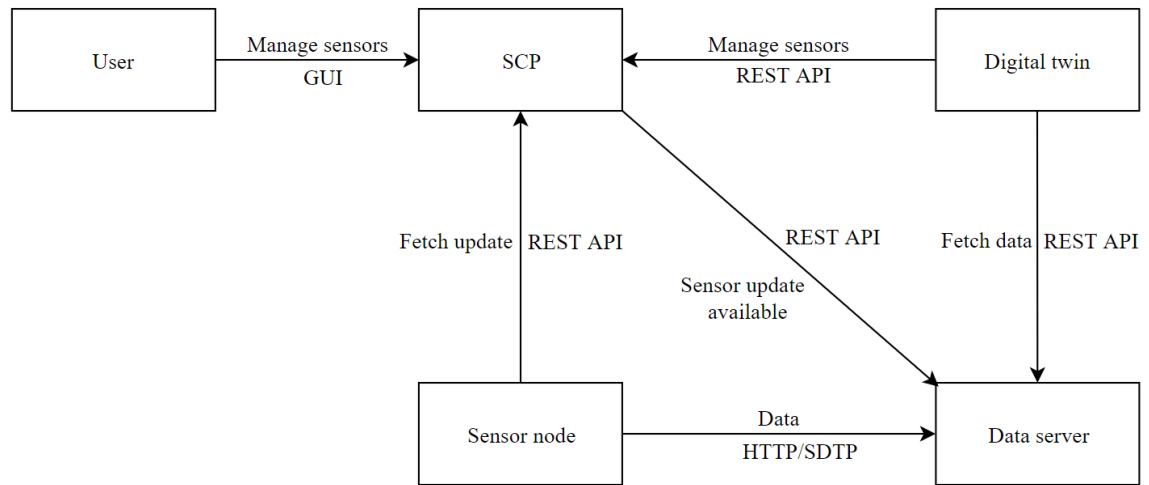 User
Manage sensors
GUI
SCP
Manage sensors
REST API
Digital twin
Fetch update
REST API
REST API
Sensor update
available
Fetch data
REST API
Sensor node
Data
HTTP/SDTP
Data server